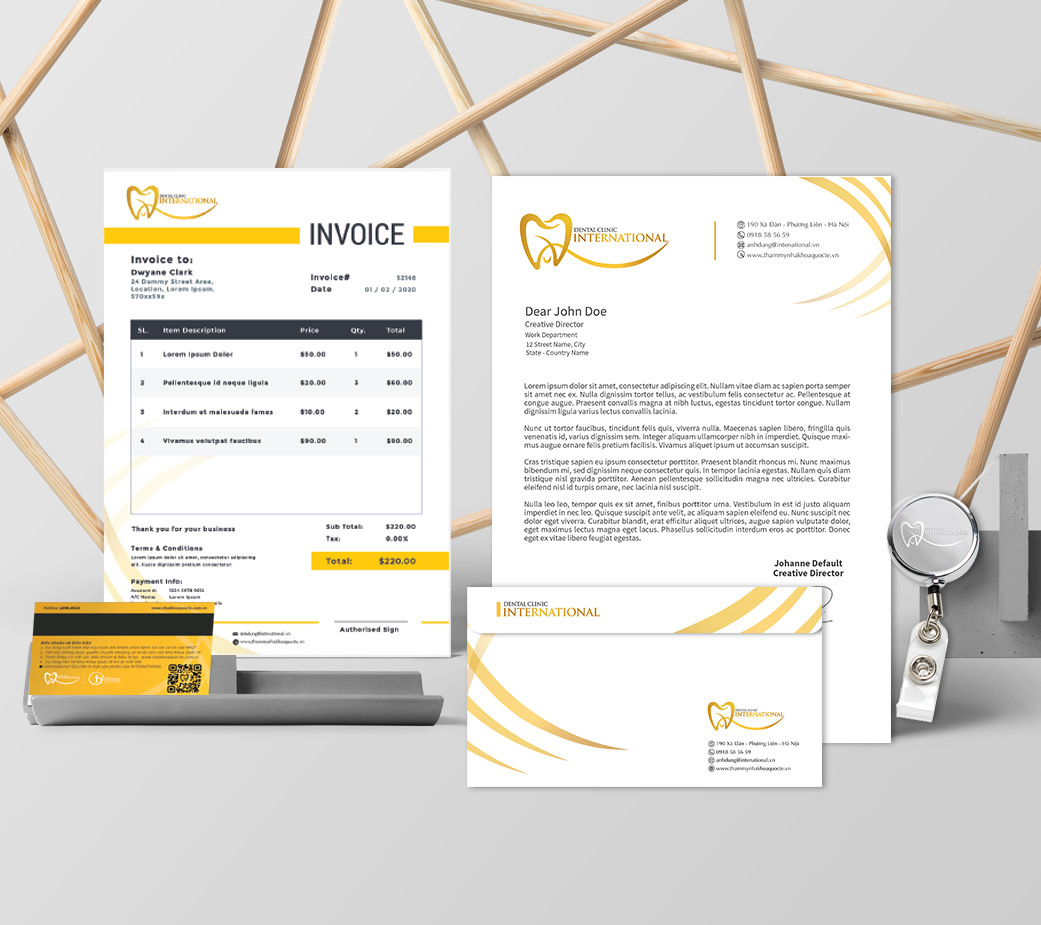 DENTAL CLINIC
INTERNATIONAL
INVOICE
Invoice to:
Dwyane Clark
24 Dummy Street Area,
Location, Lorem Ipsum,
570xx59x
Invoice# 52148
Date 01 / 02 / 2020
SL. Item Description Price Qty. Total
1 Lorem Ipsum Dolor $50.00 1 $50.00
2 Pellentesque id neque ligula $20.00 3 $60.00
3 Interdum et malesuada fames $10.00 2 $20.00
4 Vivamus volutpat faucibus $90.00 1 $90.00
Thank you for your business
Sub Total: $220.00
Tax: 0.00%
Total: $220.00
Terms & Conditions
Lorem ipsum dolor sit amet, consectetur adipiscing
elit. Fusce dignissim pretium consectetur.
Payment Info:
Account #: 1234 5678 9012
A/C Name: Lorem Ipsum
anhdung@international.vn
www.thammynhakhoaquocte.vn
Authorised Sign
www.nhakhoaquocte.com.vn
DENTAL CLINIC
INTERNATIONAL
190 Xã Đàn - Phương Liên - Hà Nội
0918 58 56 59
anhdung@intenational.vn
www.thammynhakhoaquocte.vn
Dear John Doe
Creative Director
Work Department
12 Street Name, City
State - Country Name
Lorem ipsum dolor sit amet, consectetur adipiscing elit. Nullam vitae diam ac sapien porta semper
sit amet nec ex. Nulla dignissim tortor tellus, ac vestibulum felis consectetur ac. Pellentesque at
congue augue. Praesent convallis magna at nibh luctus, egestas tincidunt tortor congue. Nullam
dignissim ligula varius lectus convallis lacinia.
Nunc ut tortor faucibus, tincidunt felis quis, viverra nulla. Maecenas sapien libero, fringilla quis
venenatis id, varius dignissim sem. Integer aliquam ullamcorper nibh in imperdiet. Quisque maxi-
mus augue ornare felis pretium facilisis. Vivamus aliquet ipsum ut accumsan suscipit.
Cras tristique sapien eu ipsum consectetur porttitor. Praesent blandit rhoncus mi. Nunc maximus
bibendum mi, sed dignissim neque consectetur quis. In tempor lacinia egestas. Nullam quis diam
tristique nisl gravida porttitor. Aenean pellentesque sollicitudin magna nec ultricies. Curabitur
eleifend nisl id turpis ornare, nec lacinia nisl suscipit.
Nulla leo leo, tempor quis ex sit amet, finibus porttitor urna. Vestibulum in est id justo aliquam
imperdiet in nec leo. Quisque suscipit ante velit, ac aliquam sapien eleifend eu. Nunc suscipit nunc
dolor eget viverra. Curabitur blandit, erat efficitur aliquet ultrices, augue sapien vulputate dolor,
eget maximus lectus magna eget lacus. Phasellus sollicitudin interdum eros ac porttitor. Donec
eget ex vitae libero feugiat egestas.
Johanne Default
Creative Director
DENTAL CLINIC
INTERNATIONAL
DENTAL CLINIC
INTERNATIONAL
190 Xã Đàn - Phương Liên - Hà Nội
0918 58 56 59
anhdung@international.vn
www.thammynhakhoaquocte.vn